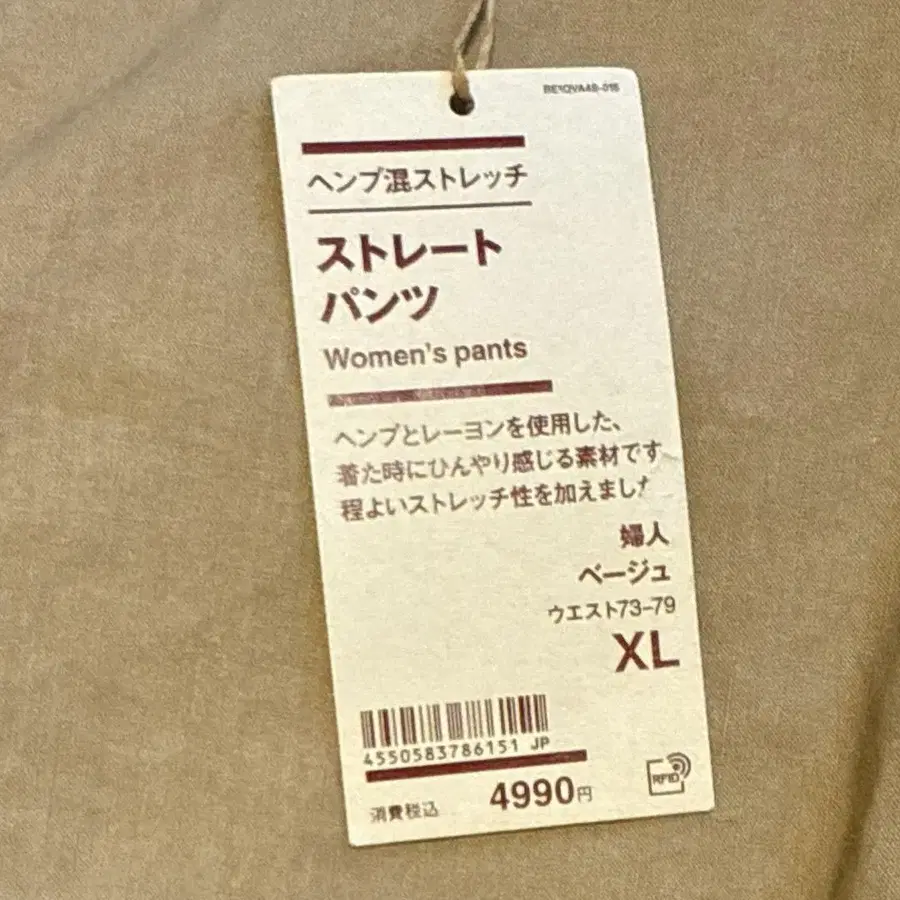 ヘンプ混ストレッチ
ストレート
パンツ
Women's pants
ヘンプとレーヨンを使用した、
着た時にひんやり感じる素材です
程よいストレッチ性を加えました
婦人
ベージュ
ウエスト73-79
XL
4550583786151 JP
消費税込 4990円
RFID